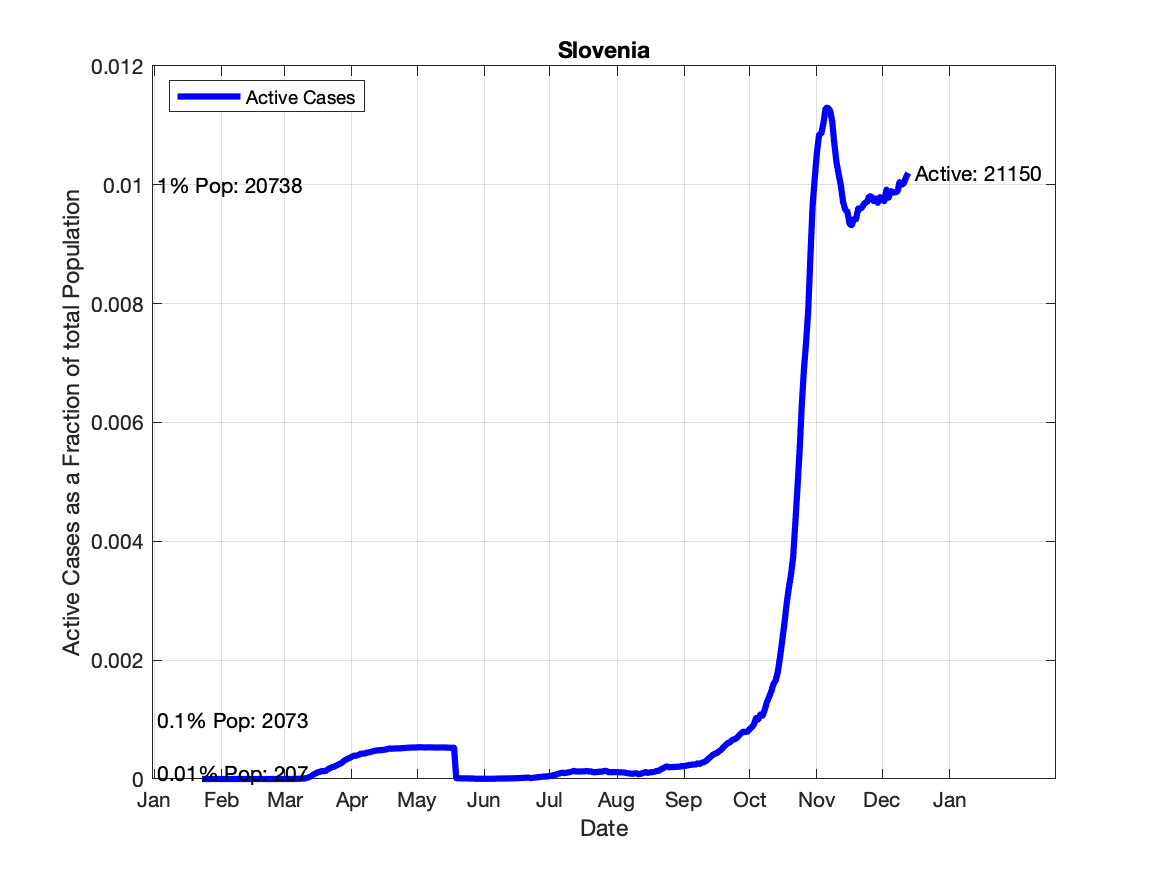 Slovenia
0.012
Active Cases
0.01
1% Pop: 20738
Active: 21150
0.008
0.006
0.004
0.002
0.1% Pop: 2073
0.01% Pop: 207
0
Jan Feb Mar Apr May Jun Jul Aug Sep Oct Nov Dec Jan
Date
Active Cases as a Fraction of total Population